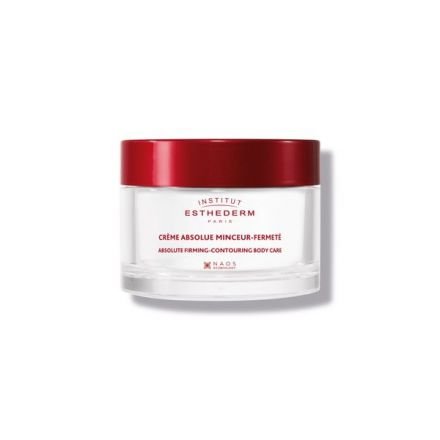 INSTITUT
ESTHEDERM
PARIS
CRÈME ABSOLUE MINCEUR-FERMETÉ
ABSOLUTE FIRMING-CONTOURING BODY CARE
NAOS